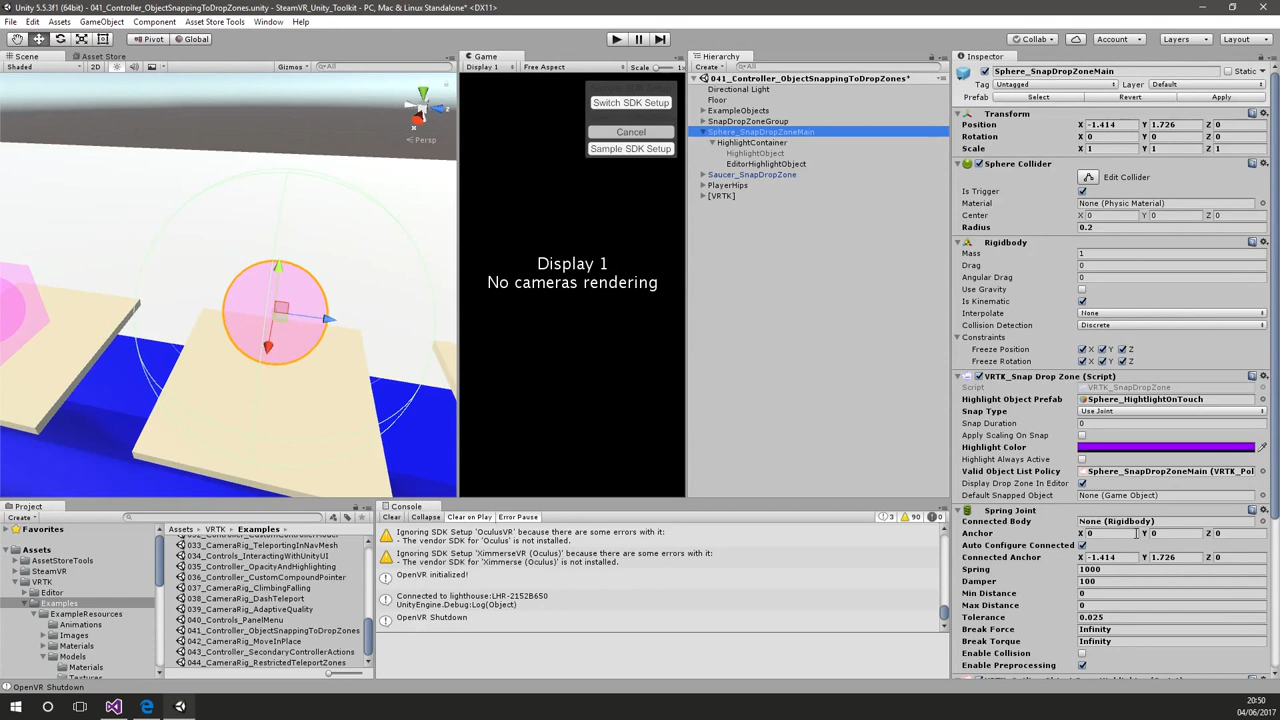 Unity 5.5.3f1 (64bit) - 041_Controller_ObjectSnappingToDropZones.unity - SteamVR_Unity_Toolkit - PC, Mac & Linux Standalone* <DX11>
File Edit Assets GameObject Component Asset Store Tools Window Help
Pivot Global
Collab Account Layers Layout
Scene Asset Store
Shaded 2D Gizmos All
Persp
Game
Display 1 Free Aspect Scale 1x
Switch SDK Setup
Cancel
Sample SDK Setup
Display 1
No cameras rendering
Hierarchy
Create All
041_Controller_ObjectSnappingToDropZones*
Directional Light
Floor
ExampleObjects
SnapDropZoneGroup
Sphere_SnapDropZoneMain
HighlightContainer
HighlightObject
EditorHighlightObject
Saucer_SnapDropZone
PlayerHips
[VRTK]
Inspector
Sphere_SnapDropZoneMain Static
Tag Untagged Layer Default
Prefab Select Revert Apply
Transform
Position X -1.414 Y 1.726 Z 0
Rotation X 0 Y 0 Z 0
Scale X 1 Y 1 Z 1
Sphere Collider
Edit Collider
Is Trigger
Material None (Physic Material)
Center X 0 Y 0 Z 0
Radius 0.2
Rigidbody
Mass 1
Drag 0
Angular Drag 0
Use Gravity
Is Kinematic
Interpolate None
Collision Detection Discrete
Constraints
Freeze Position X Y Z
Freeze Rotation X Y Z
VRTK_Snap Drop Zone (Script)
Script VRTK_SnapDropZone
Highlight Object Prefab Sphere_HightlightOnTouch
Snap Type Use Joint
Snap Duration 0
Apply Scaling On Snap
Highlight Color
Highlight Always Active
Valid Object List Policy Sphere_SnapDropZoneMain (VRTK_Pol
Display Drop Zone In Editor
Default Snapped Object None (Game Object)
Spring Joint
Connected Body None (Rigidbody)
Anchor X 0 Y 0 Z 0
Auto Configure Connected
Connected Anchor X -1.414 Y 1.726 Z 0
Spring 1000
Damper 100
Min Distance 0
Max Distance 0
Tolerance 0.025
Break Force Infinity
Break Torque Infinity
Enable Collision
Enable Preprocessing
Project
Create
Favorites
Assets
AssetStoreTools
SteamVR
VRTK
Editor
Examples
ExampleResources
Animations
Images
Materials
Models
Materials
Textures
Assets VRTK Examples
033_CameraRig_TeleportingInNavMesh
034_Controls_InteractingWithUnityUI
035_Controller_OpacityAndHighlighting
036_Controller_CustomCompoundPointer
037_CameraRig_ClimbingFalling
038_CameraRig_DashTeleport
039_CameraRig_AdaptiveQuality
040_Controls_PanelMenu
041_Controller_ObjectSnappingToDropZones
042_CameraRig_MoveInPlace
043_Controller_SecondaryControllerActions
044_CameraRig_RestrictedTeleportZones
Console
Clear Collapse Clear on Play Error Pause 3 90 0
Ignoring SDK Setup 'OculusVR' because there are some errors with it:
- The vendor for 'Oculus' is not installed.
Ignoring SDK Setup 'XimmerseVR (Oculus)' because there are some errors with it:
- The vendor for 'Ximmerse (Oculus)' is not installed.
OpenVR initialized!
Connected to lighthouse:LHR-2152B650
UnityEngine.Debug:Log(Object)
OpenVR Shutdown
OpenVR Shutdown
20:50
04/06/2017